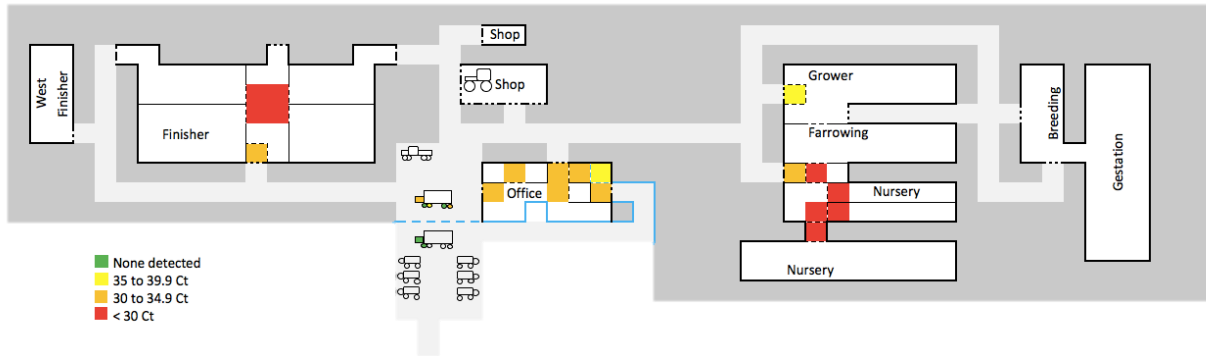 Shop
West
Finisher
Shop
Finisher
Office
Grower
Farrowing
Nursery
Nursery
Breeding
Gestation
None detected
35 to 39.9 Ct
30 to 34.9 Ct
< 30 Ct